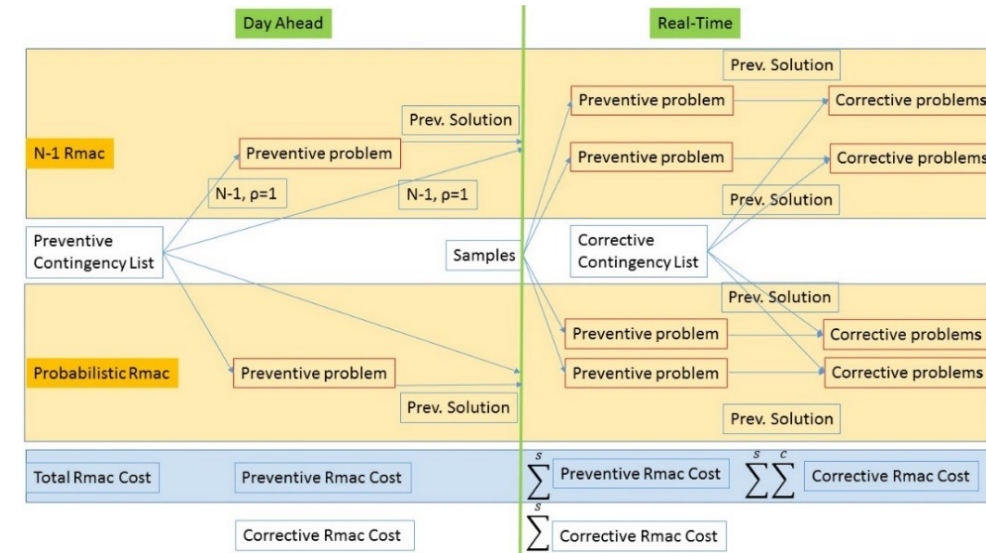 Day Ahead
Real-Time
Prev. Solution
Preventive problem
Corrective problems
Prev. Solution
N-1 Rmac
Preventive problem
Preventive problem
Corrective problems
N-1, ρ=1
N-1, ρ=1
Prev. Solution
Preventive
Contingency List
Samples
Corrective
Contingency List
Prev. Solution
Preventive problem
Corrective problems
Probabilistic Rmac
Preventive problem
Preventive problem
Corrective problems
Prev. Solution
Prev. Solution
Total Rmac Cost
Preventive Rmac Cost
s ∑ Preventive Rmac Cost
s ∑ c ∑ Corrective Rmac Cost
Corrective Rmac Cost
s ∑ Corrective Rmac Cost